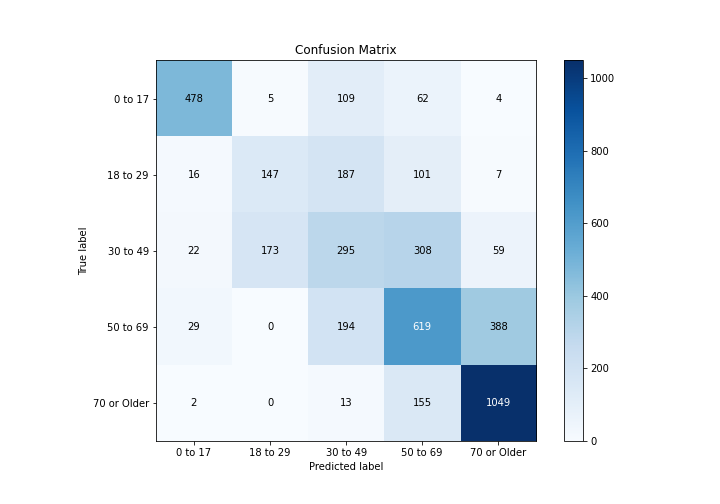 Confusion Matrix
True label
0 to 17 478 5 109 62 4
18 to 29 16 147 187 101 7
30 to 49 22 173 295 308 59
50 to 69 29 0 194 619 388
70 or Older 2 0 13 155 1049
0 to 17 18 to 29 30 to 49 50 to 69 70 or Older
Predicted label
1000
800
600
400
200
0